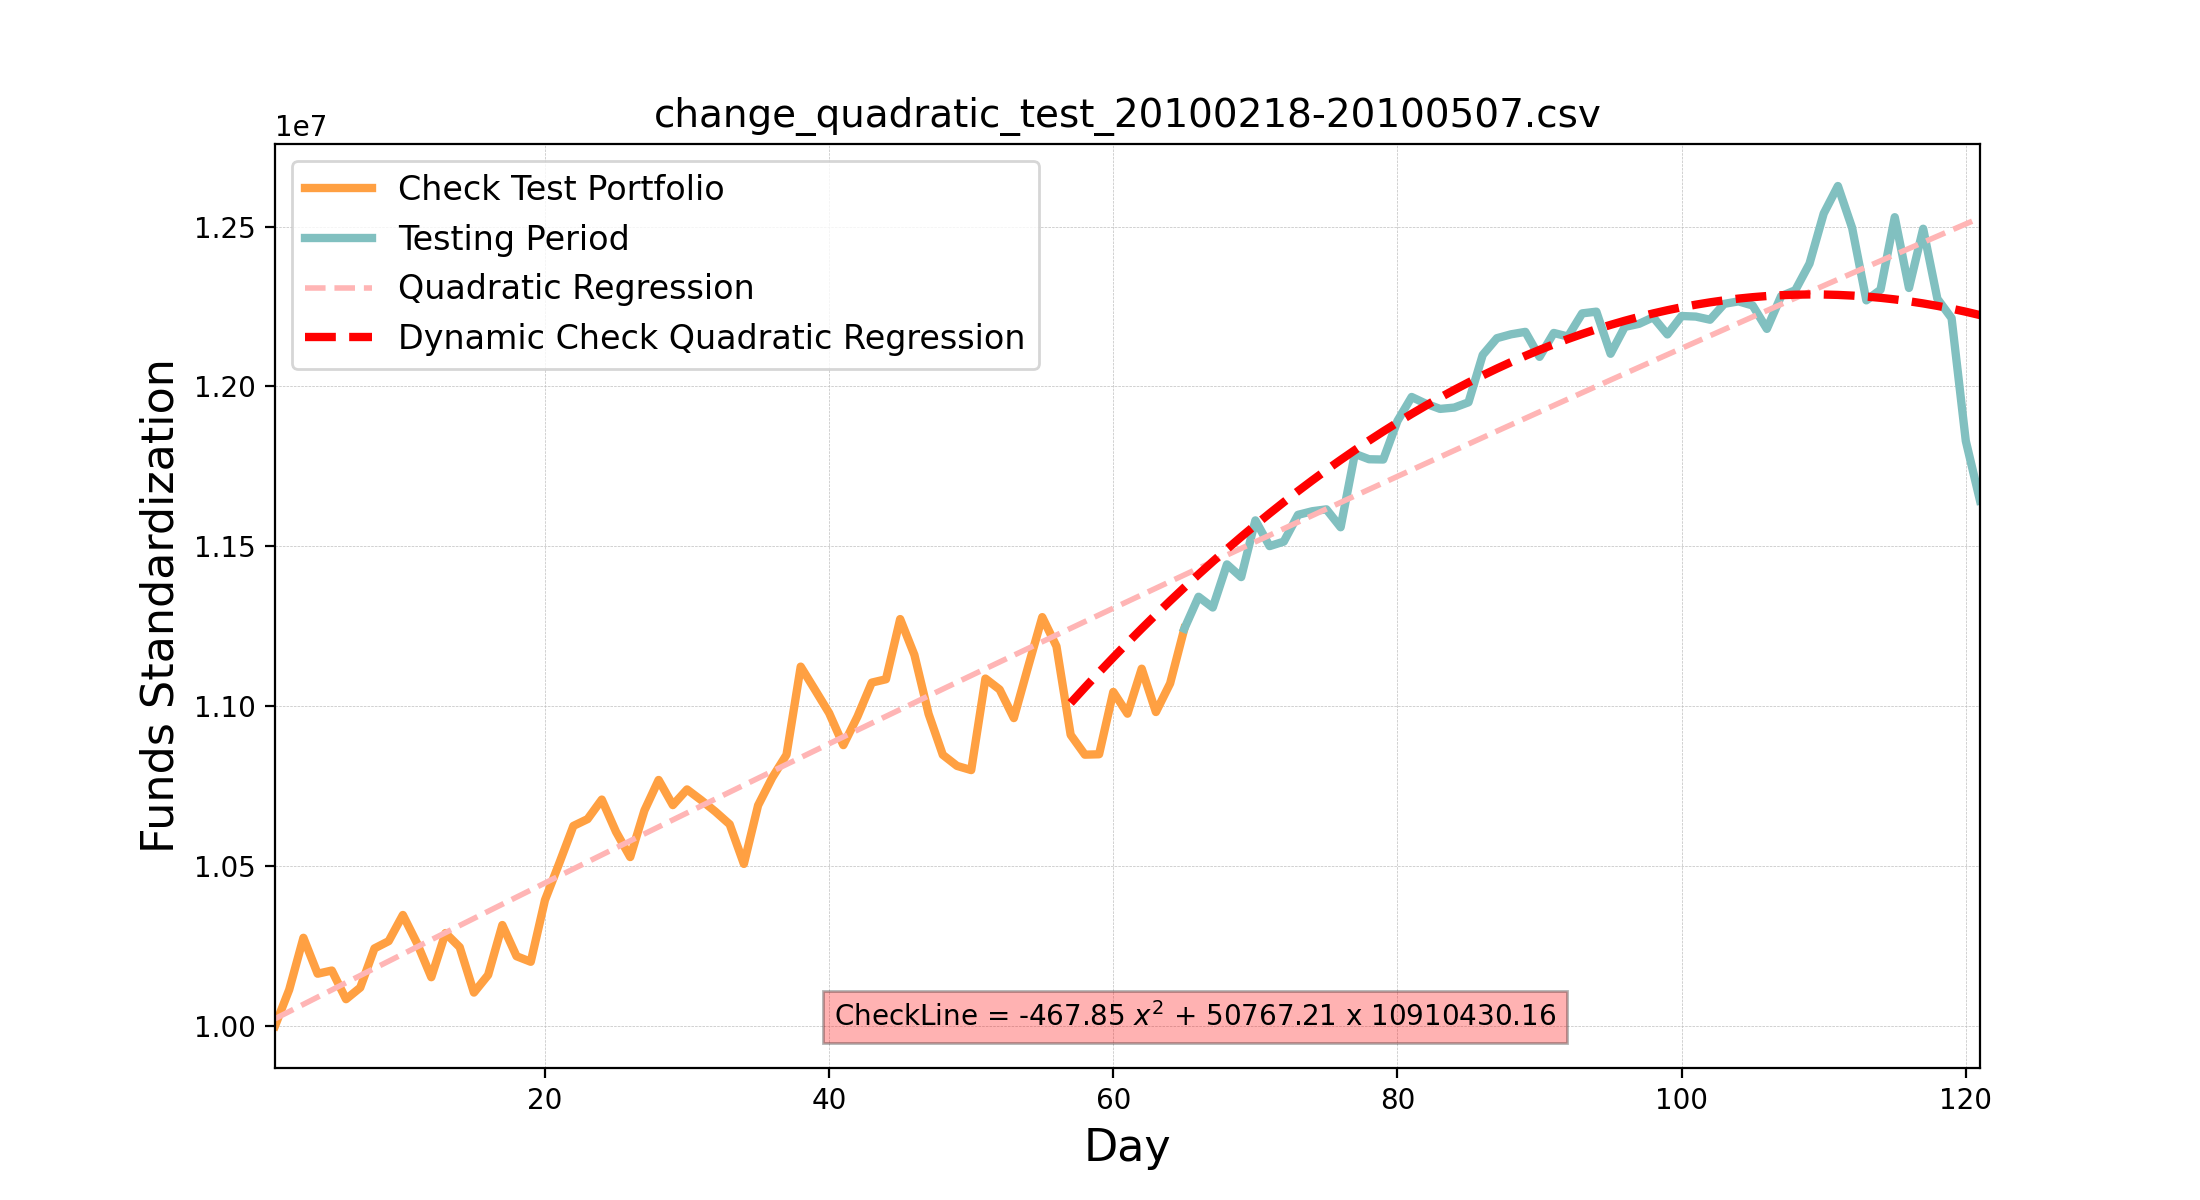 change_quadratic_test_20100218-20100507.csv
1e7
Check Test Portfolio
Testing Period
Quadratic Regression
Dynamic Check Quadratic Regression
1.25
1.20
1.15
1.10
1.05
1.00
Funds Standardization
CheckLine = -467.85 x² + 50767.21 x 10910430.16
20 40 60 80 100 120
Day